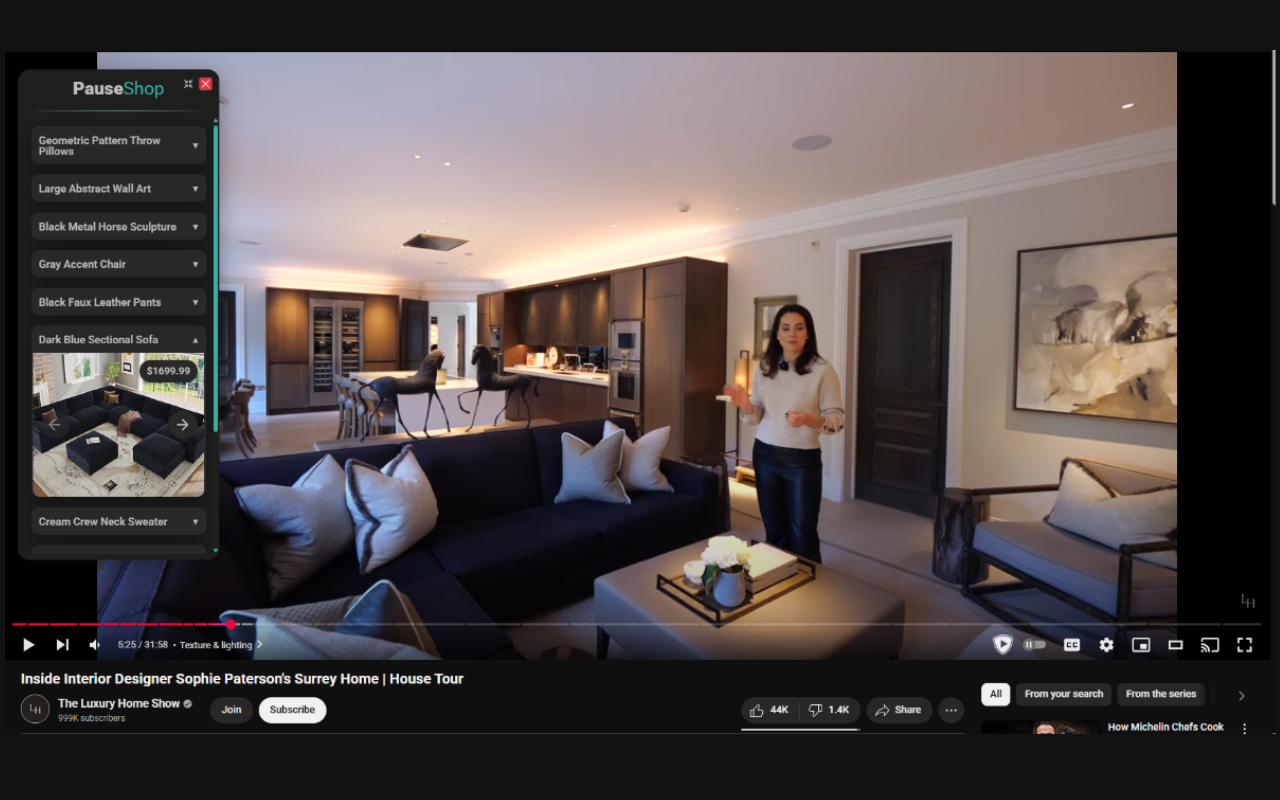 PauseShop
Geometric Pattern Throw
Pillows
Large Abstract Wall Art
Black Metal Horse Sculpture
Gray Accent Chair
Black Faux Leather Pants
Dark Blue Sectional Sofa
$1699.99
Cream Crew Neck Sweater
LH
5:25 / 31:58 • Texture & lighting
CC
Inside Interior Designer Sophie Paterson's Surrey Home | House Tour
LH
The Luxury Home Show
999K subscribers
Join
Subscribe
44K
1.4K
Share
All
From your search
From the series
How Michelin Chefs Cook